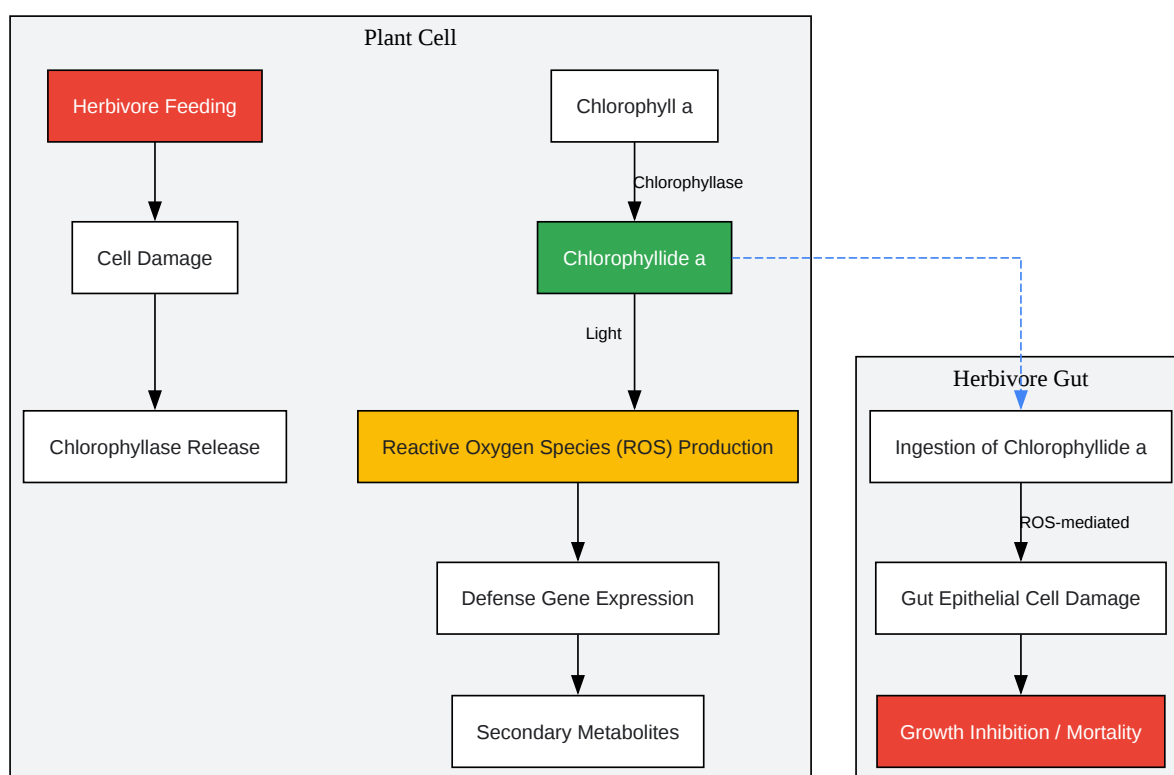 Plant Cell
Herbivore Feeding
Chlorophyll a
Chlorophyllase
Cell Damage
Chlorophyllide a
Light
Herbivore Gut
Chlorophyllase Release
Reactive Oxygen Species (ROS) Production
Ingestion of Chlorophyllide a
ROS-mediated
Defense Gene Expression
Gut Epithelial Cell Damage
Secondary Metabolites
Growth Inhibition / Mortality